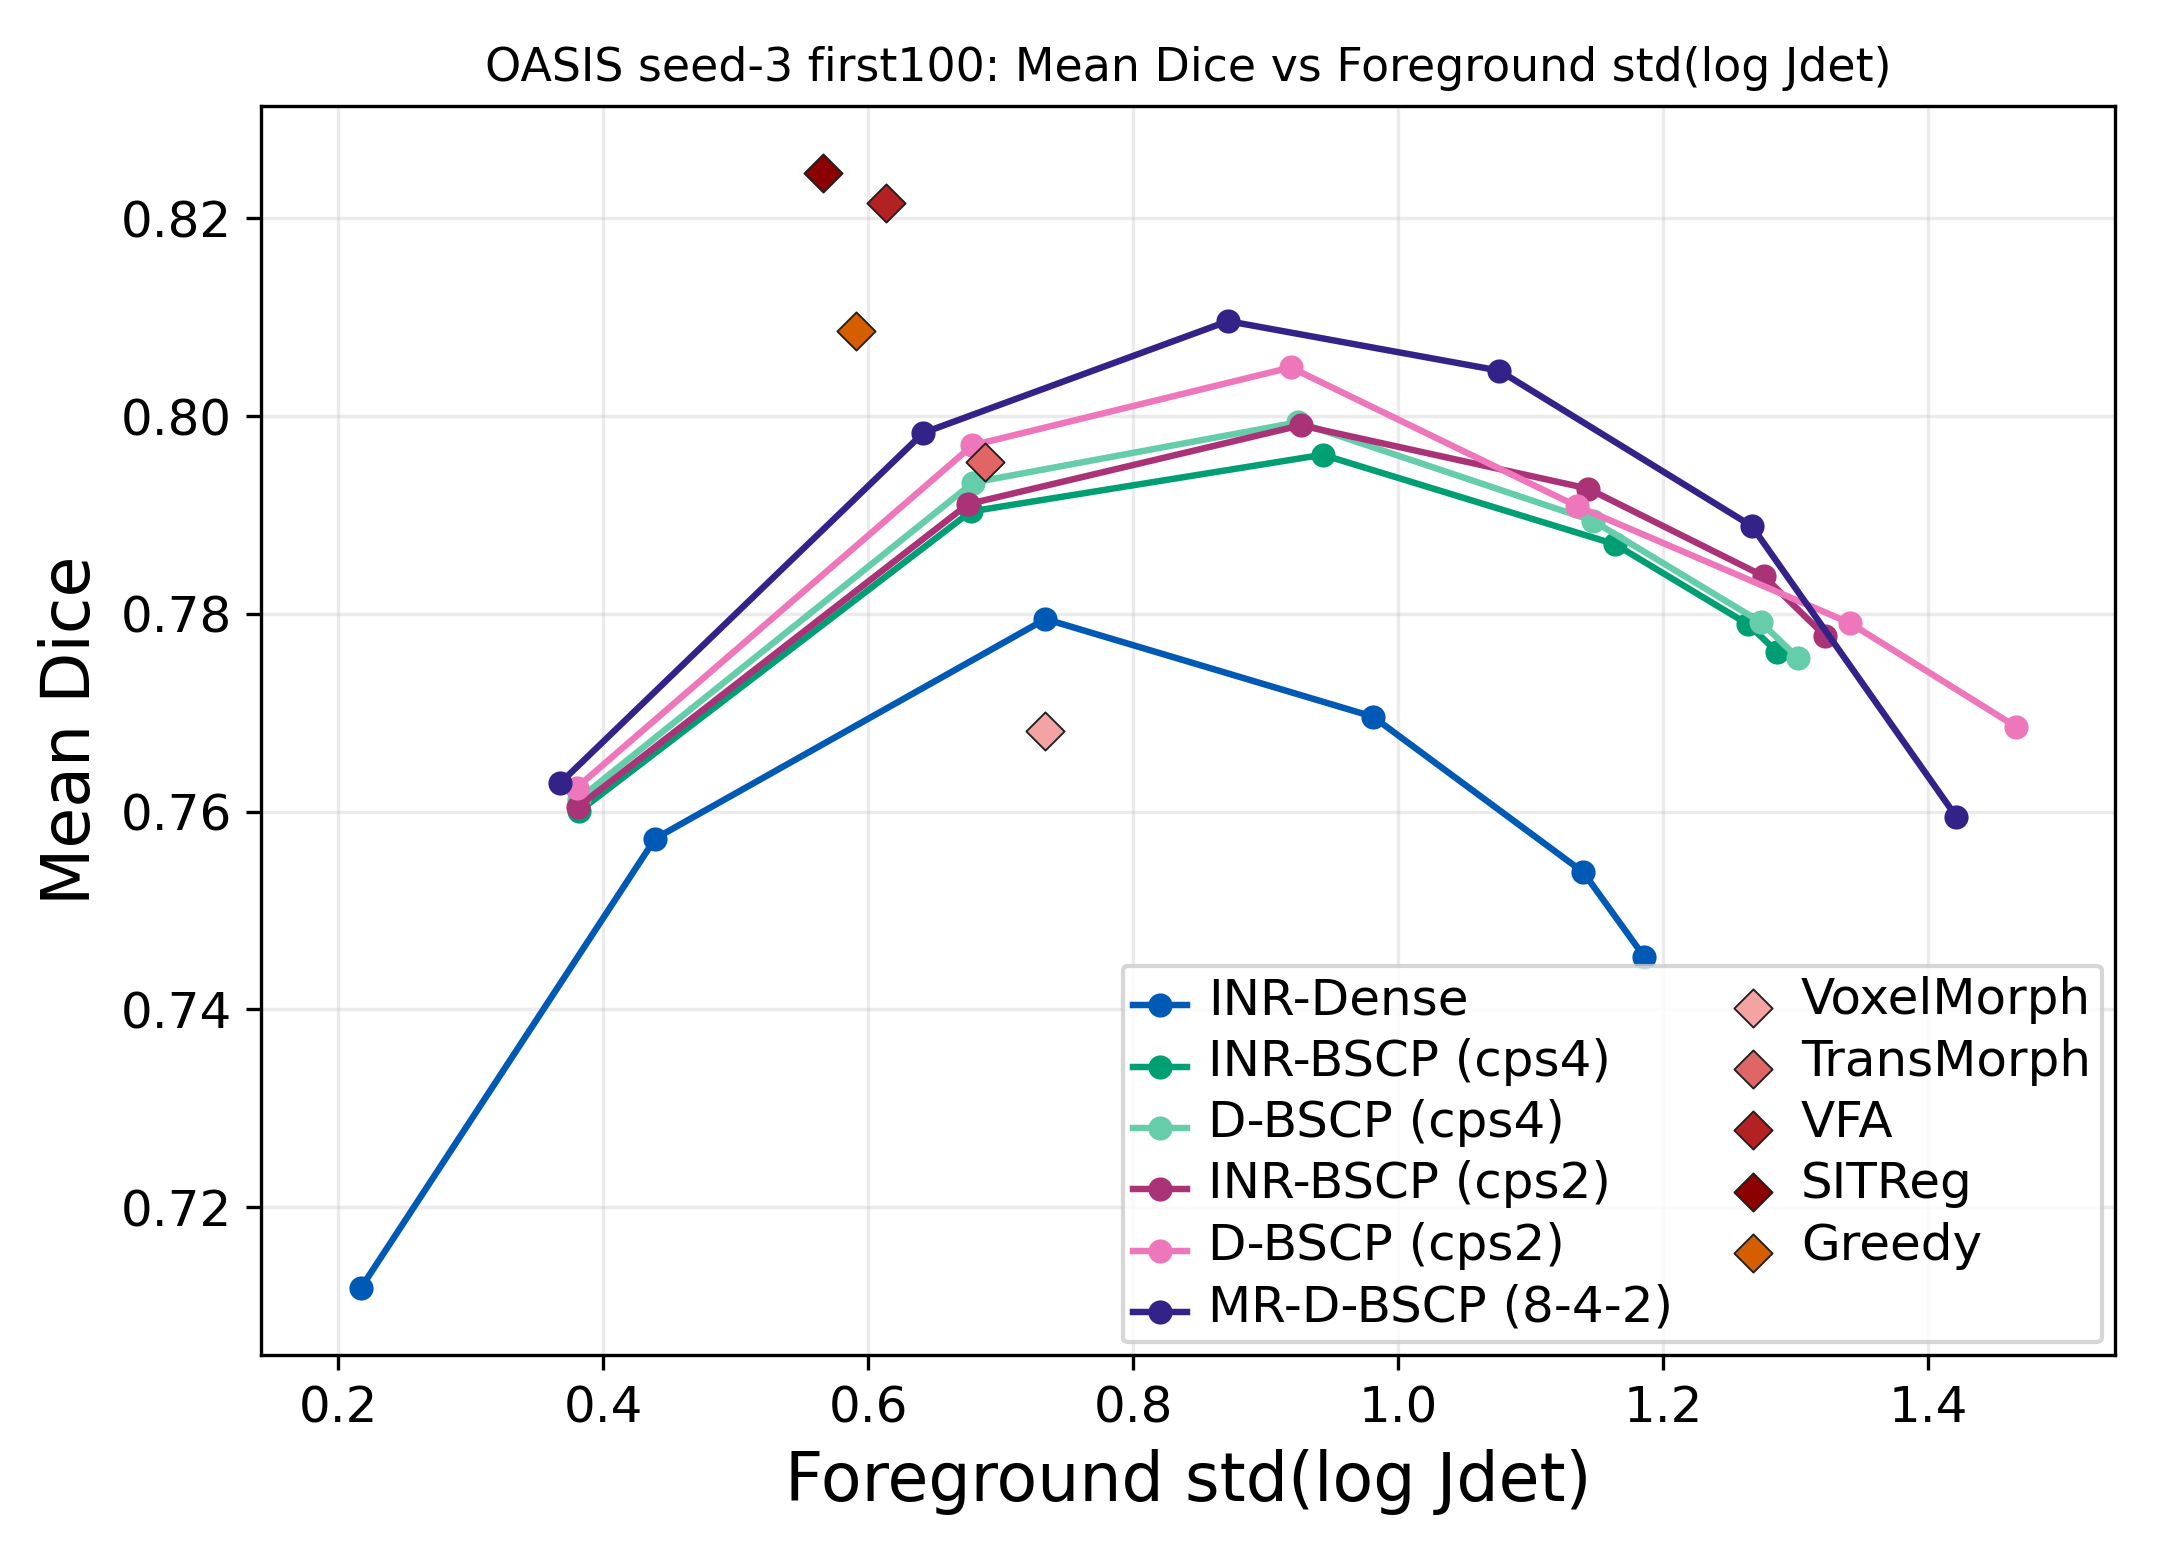 OASIS seed-3 first100: Mean Dice vs Foreground std(log Jdet)
Mean Dice
0.82
0.80
0.78
0.76
0.74
0.72
INR-Dense
INR-BSCP (cps4)
D-BSCP (cps4)
INR-BSCP (cps2)
D-BSCP (cps2)
MR-D-BSCP (8-4-2)
VoxelMorph
TransMorph
VFA
SITReg
Greedy
0.2 0.4 0.6 0.8 1.0 1.2 1.4
Foreground std(log Jdet)